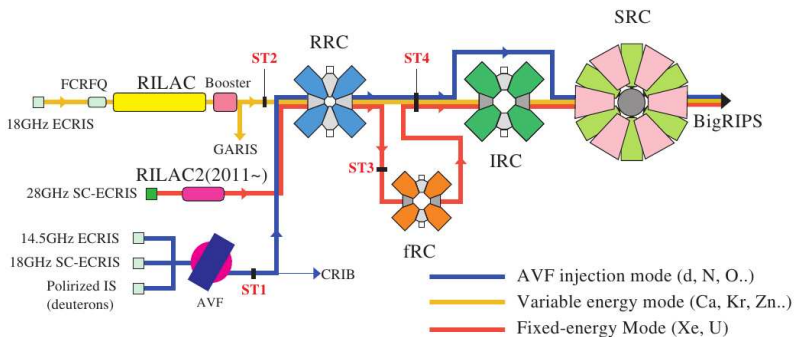 SRC
RRC
ST2
ST4
RILAC
FCRFQ
Booster
18GHz ECRIS
BigRIPS
GARIS
IRC
RILAC2(2011~)
ST3
28GHz SC-ECRIS
fRC
14.5GHz ECRIS
18GHz SC-ECRIS
CRIB
AVF injection mode (d, N, O..)
Polirized IS
(deuterons)
AVF
ST1
Variable energy mode (Ca, Kr, Zn..)
Fixed-energy Mode (Xe, U)